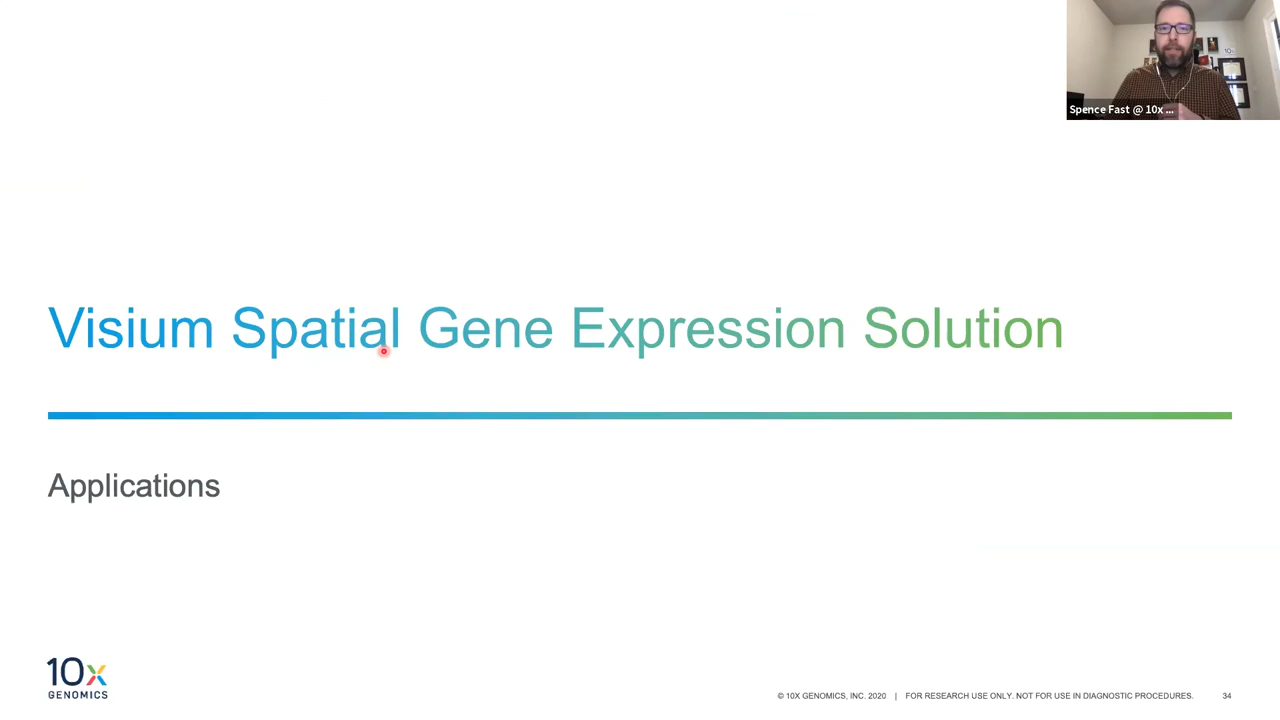 Spence Fast @ 10x ...
Visium Spatial Gene Expression Solution
Applications
10x
GENOMICS
© 10X GENOMICS, INC. 2020 | FOR RESEARCH USE ONLY. NOT FOR USE IN DIAGNOSTIC PROCEDURES. 34